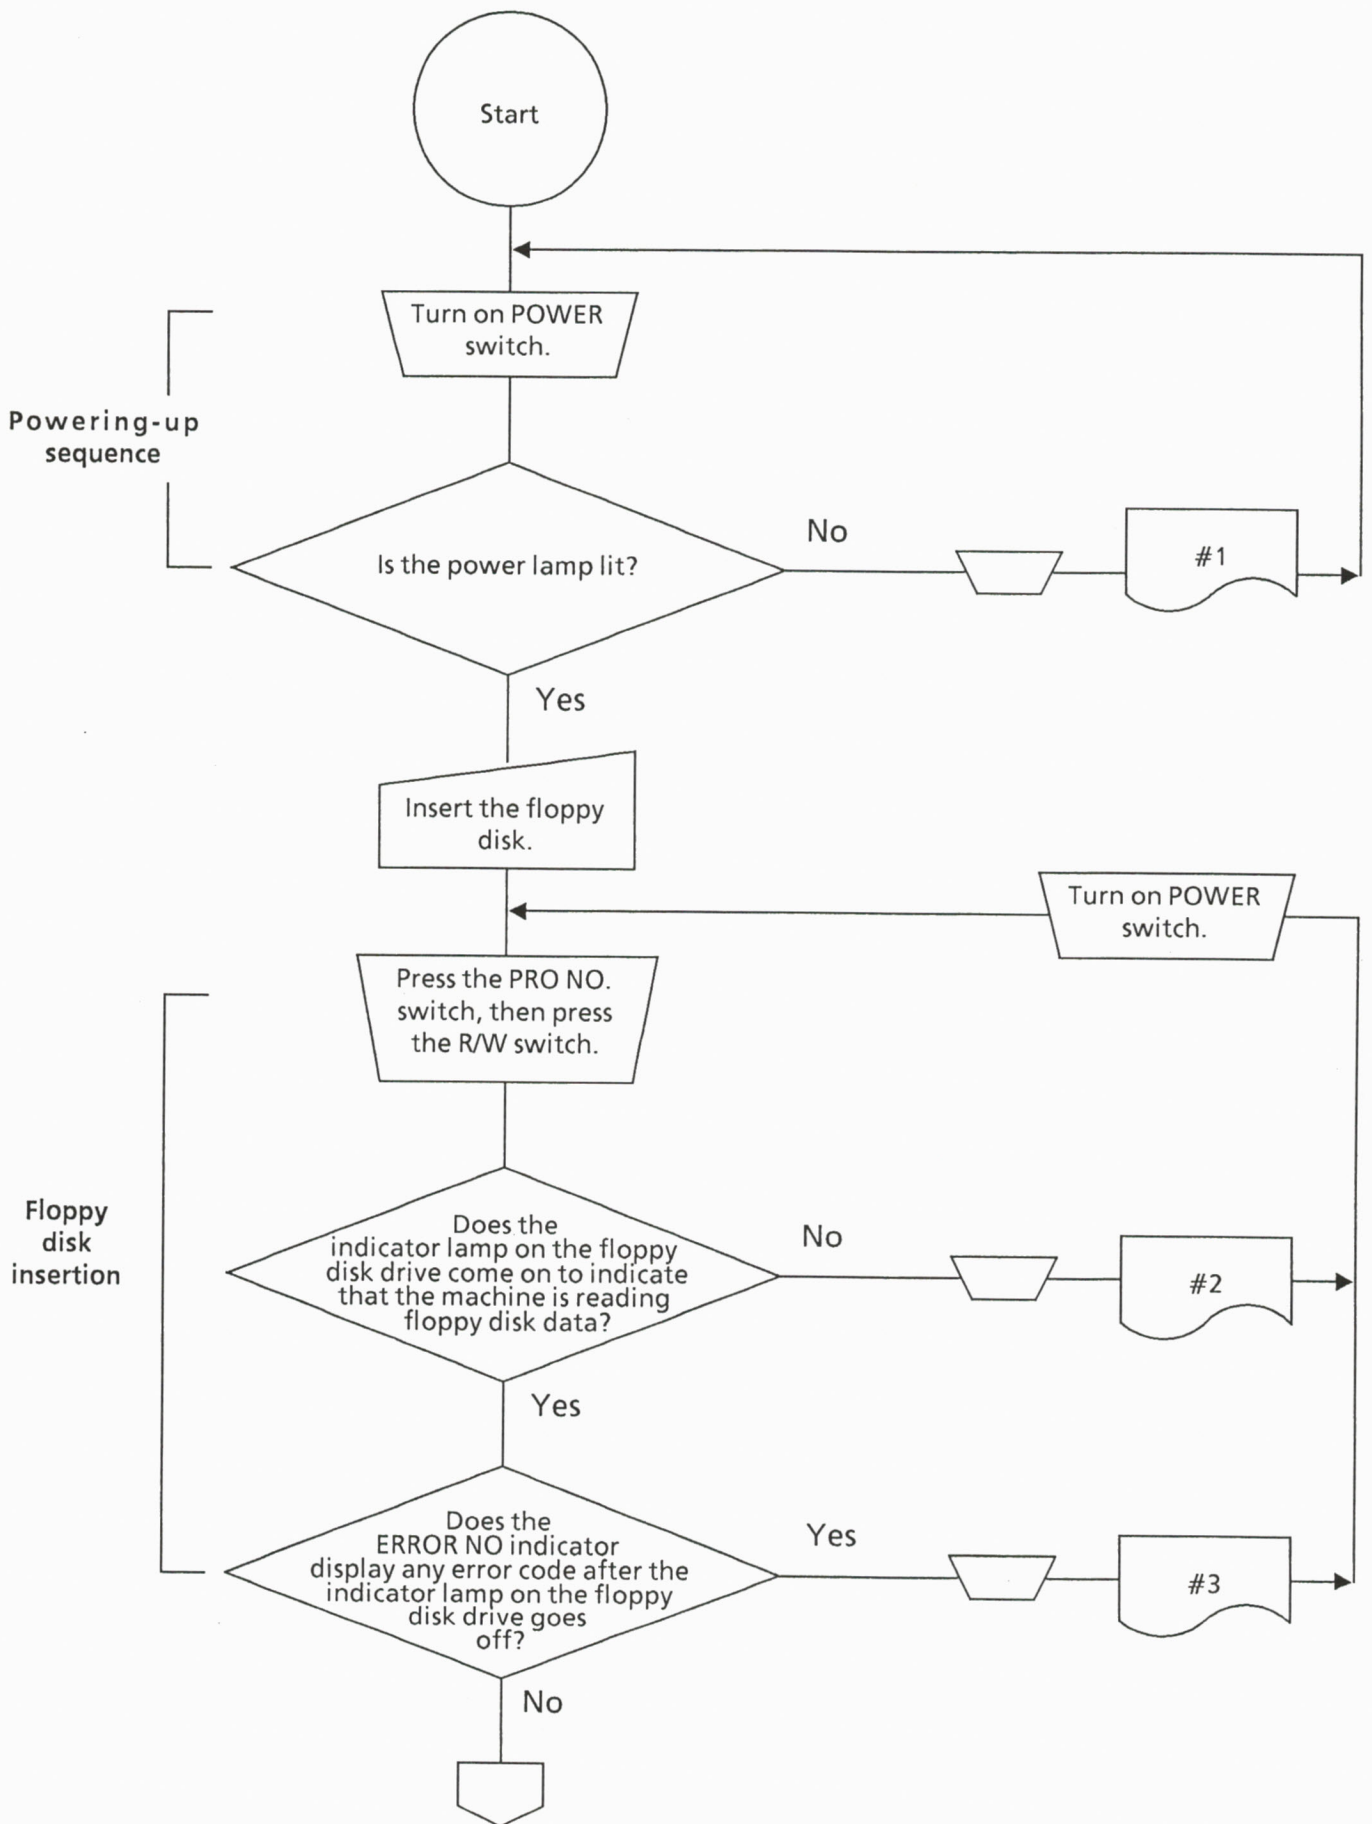 Start
Turn on POWER
switch.
Powering-up
sequence
Is the power lamp lit?
No
#1
Yes
Insert the floppy
disk.
Turn on POWER
switch.
Press the PRO NO.
switch, then press
the R/W switch.
Floppy
disk
insertion
Does the
indicator lamp on the floppy
disk drive come on to indicate
that the machine is reading
floppy disk data?
No
#2
Yes
Does the
ERROR NO indicator
display any error code after the
indicator lamp on the floppy
disk drive goes
off?
Yes
#3
No